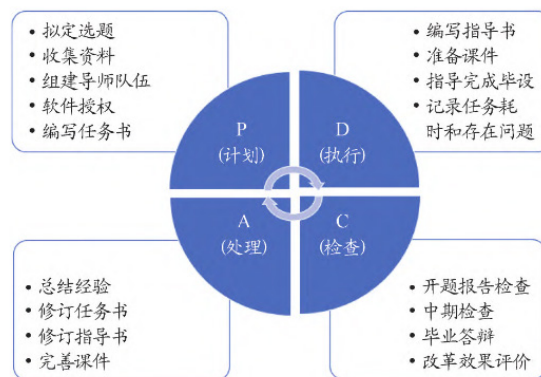 拟定选题
收集资料
组建导师队伍
软件授权
编写任务书
编写指导书
准备课件
指导完成毕设
记录任务耗
时和存在问题
P
(计划)
D
(执行)
A
(处理)
C
(检查)
总结经验
修订任务书
修订指导书
完善课件
开题报告检查
中期检查
毕业答辩
改革效果评价